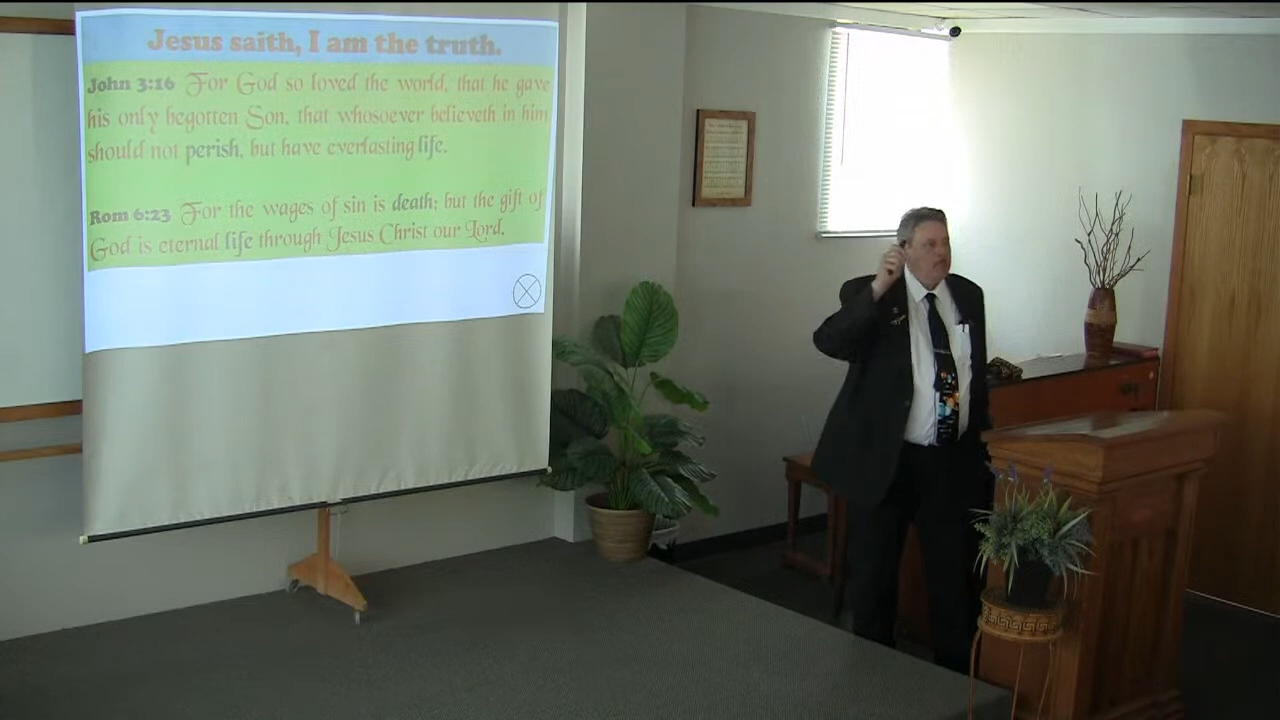 Jesus saith, I am the truth.
John 3:16 For God so loved the world, that he gave
his only begotten Son, that whosoever believeth in him
should not perish, but have everlasting life.
Rom 6:23 For the wages of sin is death; but the gift of
God is eternal life through Jesus Christ our Lord.